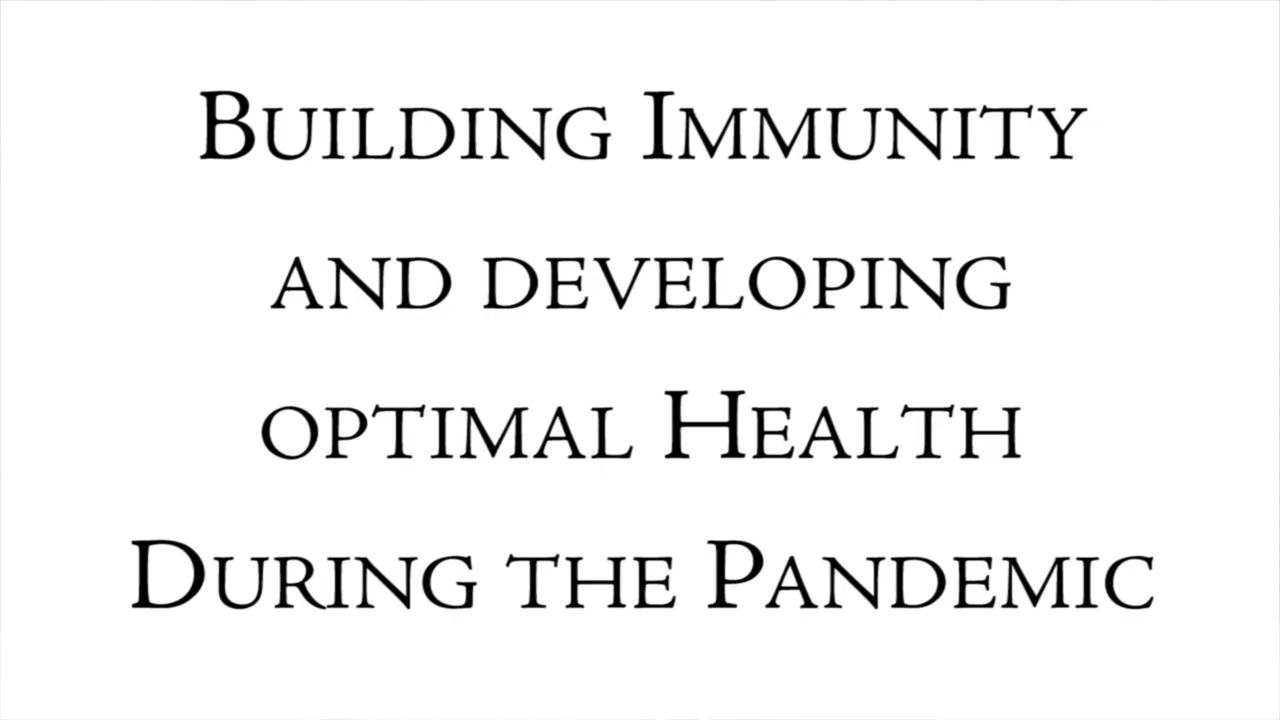 Building Immunity
and developing
optimal Health
During the Pandemic